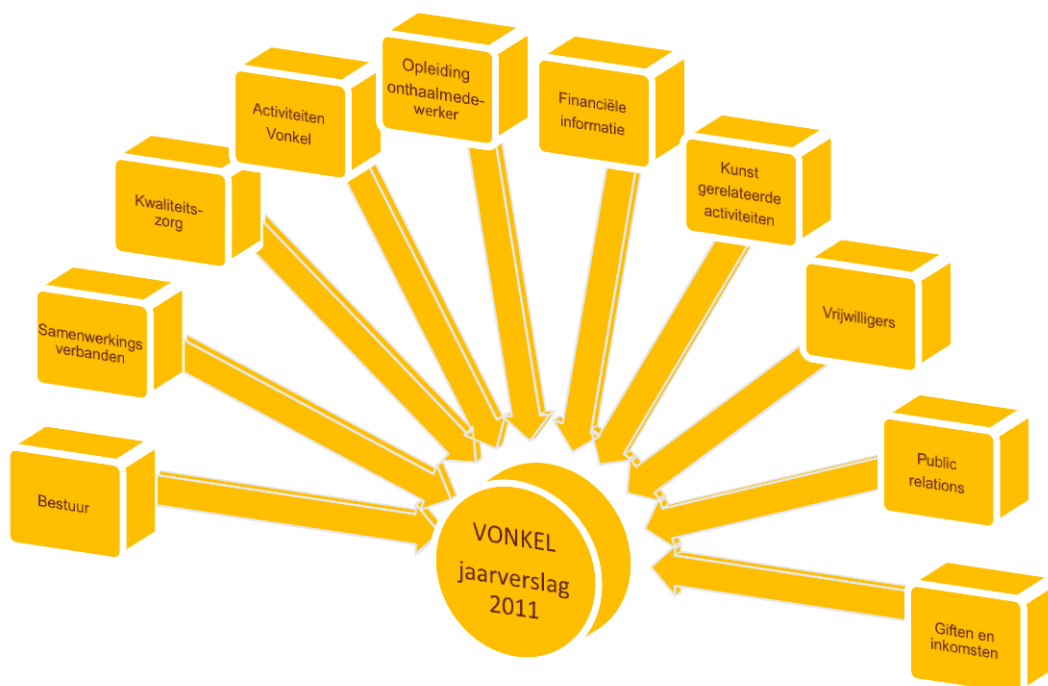 Bestuur
Samenwerkings
verbanden
Kwaliteits-
zorg
Activiteiten
Vonkel
Opleiding
onthaalmede-
werker
Financiële
informatie
Kunst
gerelateerde
activiteiten
Vrijwilligers
Public
relations
Giften en
inkomsten
VONKEL
jaarverslag
2011